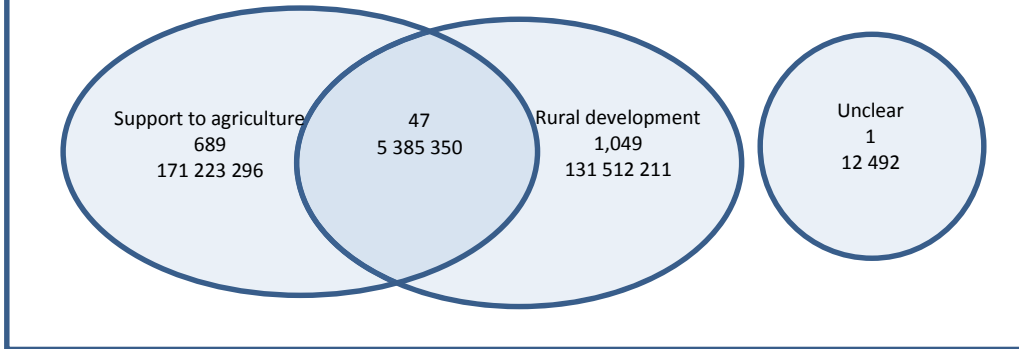 Support to agriculture
689
171 223 296
47
5 385 350
Rural development
1,049
131 512 211
Unclear
1
12 492